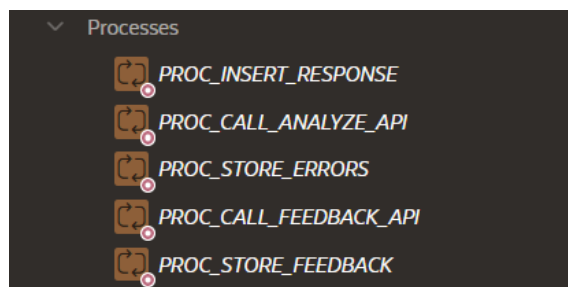 Processes
PROC_INSERT_RESPONSE
PROC_CALL_ANALYZE_API
PROC_STORE_ERRORS
PROC_CALL_FEEDBACK_API
PROC_STORE_FEEDBACK